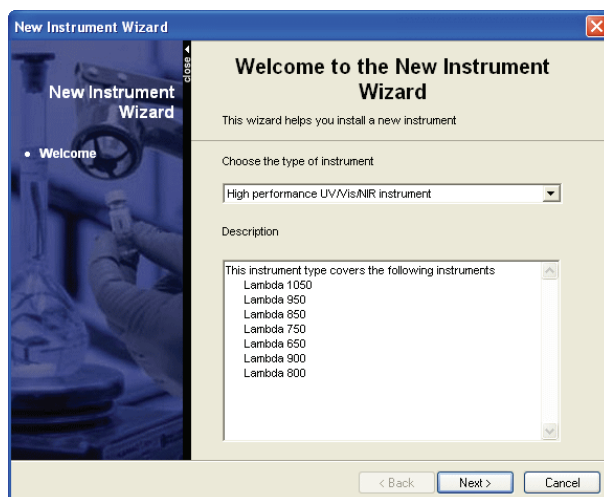 New Instrument Wizard
close
New Instrument
Wizard
• Welcome
Welcome to the New Instrument
Wizard
This wizard helps you install a new instrument
Choose the type of instrument
High performance UV/Vis/NIR instrument
Description
This instrument type covers the following instruments
Lambda 1050
Lambda 950
Lambda 850
Lambda 750
Lambda 650
Lambda 900
Lambda 800
< Back
Next >
Cancel